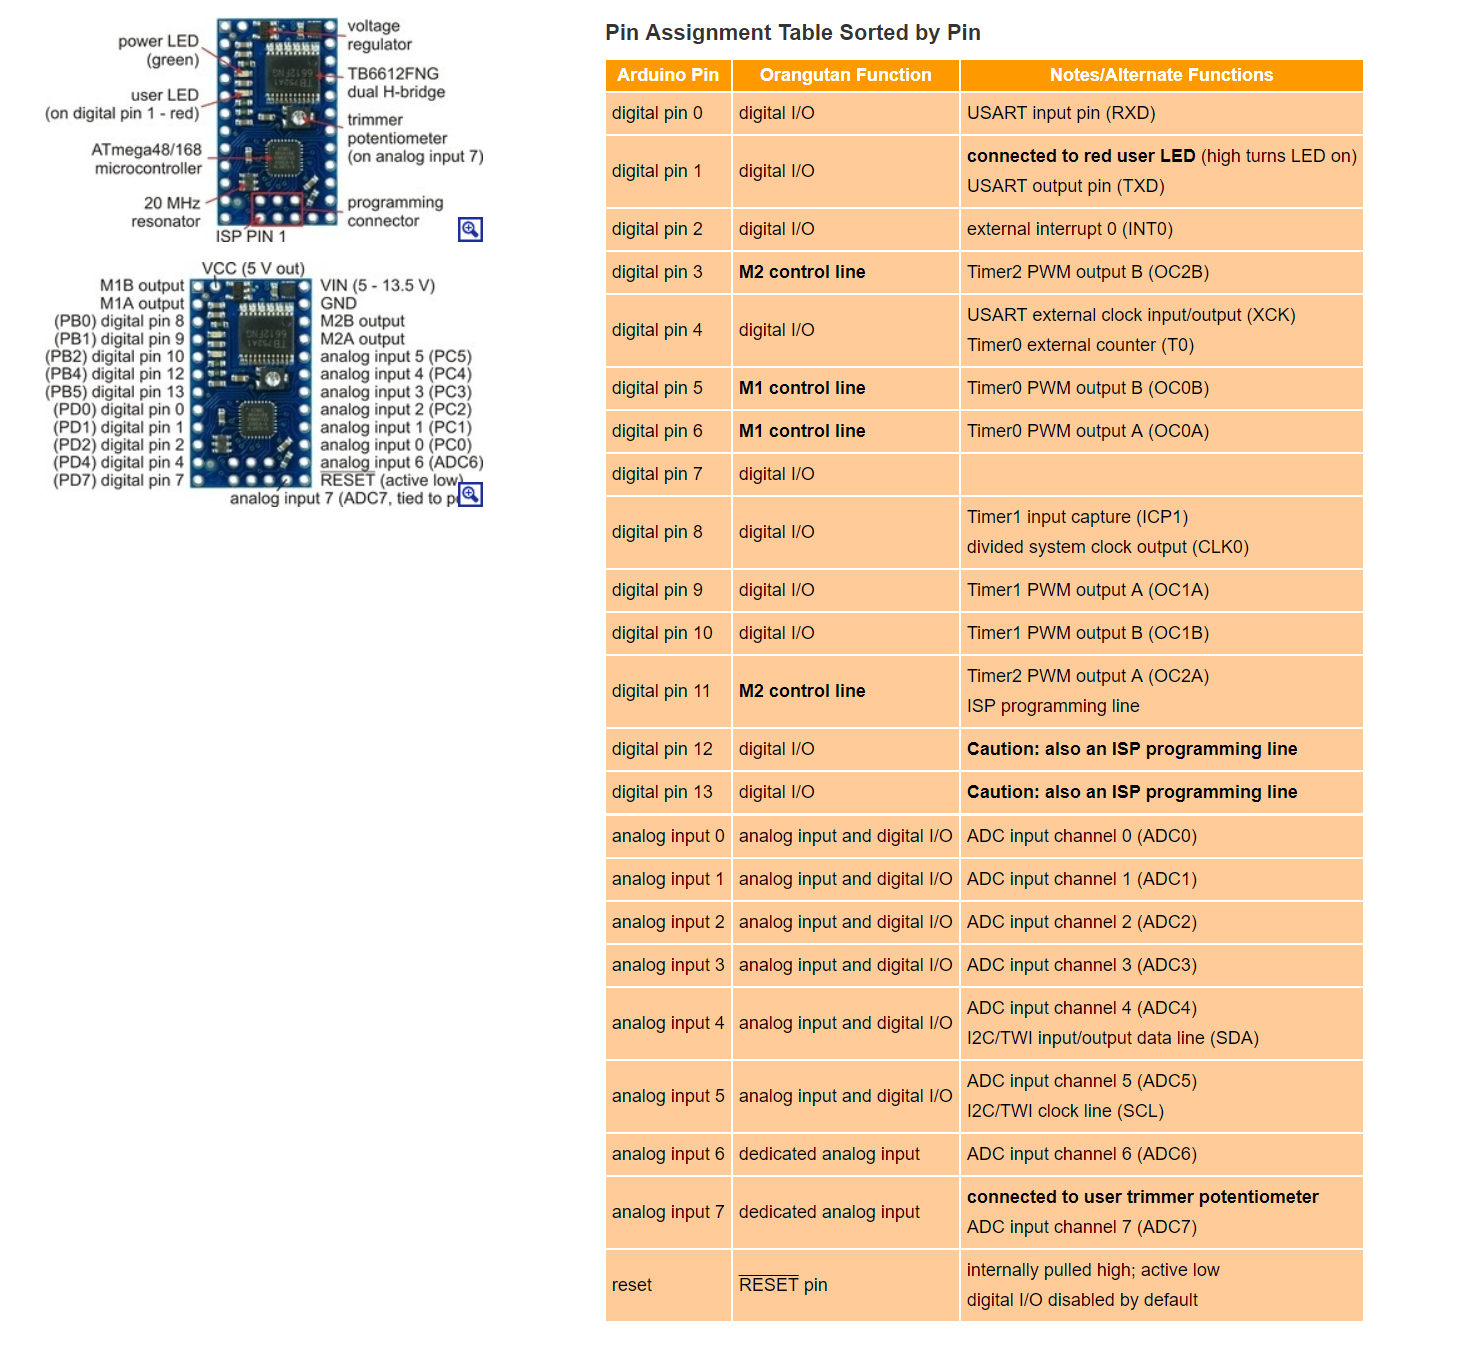 voltage
regulator
power LED
(green)
TB6612FNG
dual H-bridge
user LED
(on digital pin 1 - red)
trimmer
potentiometer
(on analog input 7)
ATmega48/168
microcontroller
20 MHz
resonator
programming
connector
ISP PIN 1
VCC (5 V out)
M1B output
M1A output
(PB0) digital pin 8
(PB1) digital pin 9
(PB2) digital pin 10
(PB4) digital pin 12
(PB5) digital pin 13
(PD0) digital pin 0
(PD1) digital pin 1
(PD2) digital pin 2
(PD4) digital pin 4
(PD7) digital pin 7
VIN (5 - 13.5 V)
GND
M2B output
M2A output
analog input 5 (PC5)
analog input 4 (PC4)
analog input 3 (PC3)
analog input 2 (PC2)
analog input 1 (PC1)
analog input 0 (PC0)
analog input 6 (ADC6)
RESET (active low)
analog input 7 (ADC7, tied to
Pin Assignment Table Sorted by Pin
Arduino Pin Orangutan Function Notes/Alternate Functions
digital pin 0 digital I/O USART input pin (RXD)
digital pin 1 digital I/O connected to red user LED (high turns LED on)
USART output pin (TXD)
digital pin 2 digital I/O external interrupt 0 (INT0)
digital pin 3 M2 control line Timer2 PWM output B (OC2B)
digital pin 4 digital I/O USART external clock input/output (XCK)
Timer0 external counter (T0)
digital pin 5 M1 control line Timer0 PWM output B (OC0B)
digital pin 6 M1 control line Timer0 PWM output A (OC0A)
digital pin 7 digital I/O
digital pin 8 digital I/O Timer1 input capture (ICP1)
divided system clock output (CLK0)
digital pin 9 digital I/O Timer1 PWM output A (OC1A)
digital pin 10 digital I/O Timer1 PWM output B (OC1B)
digital pin 11 M2 control line Timer2 PWM output A (OC2A)
ISP programming line
digital pin 12 digital I/O Caution: also an ISP programming line
digital pin 13 digital I/O Caution: also an ISP programming line
analog input 0 analog input and digital I/O ADC input channel 0 (ADC0)
analog input 1 analog input and digital I/O ADC input channel 1 (ADC1)
analog input 2 analog input and digital I/O ADC input channel 2 (ADC2)
analog input 3 analog input and digital I/O ADC input channel 3 (ADC3)
analog input 4 analog input and digital I/O ADC input channel 4 (ADC4)
I2C/TWI input/output data line (SDA)
analog input 5 analog input and digital I/O ADC input channel 5 (ADC5)
I2C/TWI clock line (SCL)
analog input 6 dedicated analog input ADC input channel 6 (ADC6)
analog input 7 dedicated analog input connected to user trimmer potentiometer
ADC input channel 7 (ADC7)
reset RESET pin internally pulled high; active low
digital I/O disabled by default